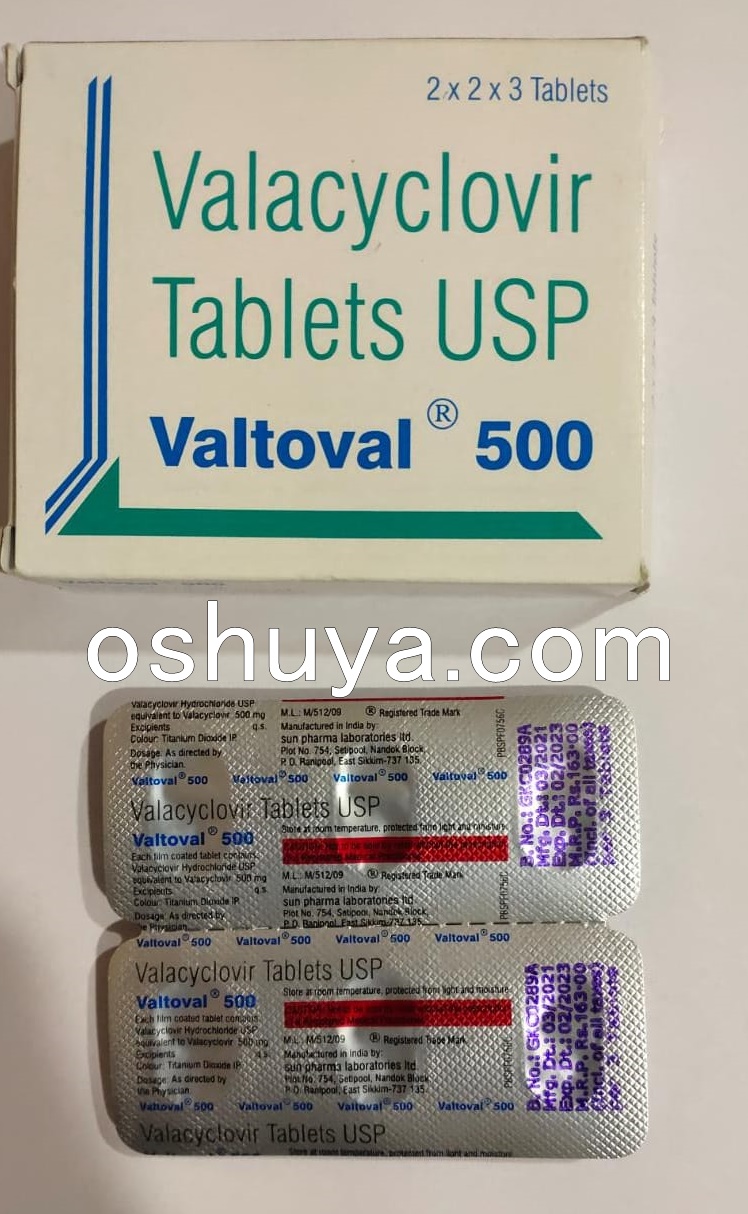 2 x 2 x 3 Tablets
Valacyclovir
Tablets USP
Valtoval ® 500
oshuya.com
Valacyclovir Hydrochloride USP
equivalent to Valacyclovir 500 mg
Excipients q.s.
Colour: Titanium Dioxide IP
Dosage: As directed by
the Physician.
M.L.: M/512/09 ® Registered Trade Mark
Manufactured in India by:
sun pharma laboratories ltd.
Plot No. 754, Setipool, Nandok Block,
P. O. Ranipool, East Sikkim-737 135.
PBSPF0756C
Valtoval® 500 Valtoval® 500 Valtoval® 500 Valtoval® 500
Valacyclovir Tablets USP
Valtoval® 500
Store at room temperature, protected from light and moisture
Each film coated tablet contains:
Valacyclovir Hydrochloride USP
equivalent to Valacyclovir 500 mg
Excipients q.s.
Colour: Titanium Dioxide IP
Dosage: As directed by
the Physician.
M.L.: M/512/09 ® Registered Trade Mark
Manufactured in India by:
sun pharma laboratories ltd.
Plot No. 754, Setipool, Nandok Block,
P. O. Ranipool, East Sikkim-737 135.
PBSPF0756C
B. No.: GKC0289A
Mfg. Dt.: 03/2021
Exp. Dt.: 02/2023
M.R.P. Rs.163.00
(Incl. of all taxes)
per 3 Tablets
Valtoval® 500 Valtoval® 500 Valtoval® 500 Valtoval® 500
Valacyclovir Tablets USP
Valtoval® 500
Store at room temperature, protected from light and moisture
Each film coated tablet contains:
Valacyclovir Hydrochloride USP
equivalent to Valacyclovir 500 mg
Excipients q.s.
Colour: Titanium Dioxide IP
Dosage: As directed by
the Physician.
M.L.: M/512/09 ® Registered Trade Mark
Manufactured in India by:
sun pharma laboratories ltd.
Plot No. 754, Setipool, Nandok Block,
P. O. Ranipool, East Sikkim-737 135.
B. No.: GKC0289A
Mfg. Dt.: 03/2021
Exp. Dt.: 02/2023
M.R.P. Rs.163.00
(Incl. of all taxes)
per 3 Tablets
Valtoval® 500 Valtoval® 500 Valtoval® 500 Valtoval® 500
Valacyclovir Tablets USP